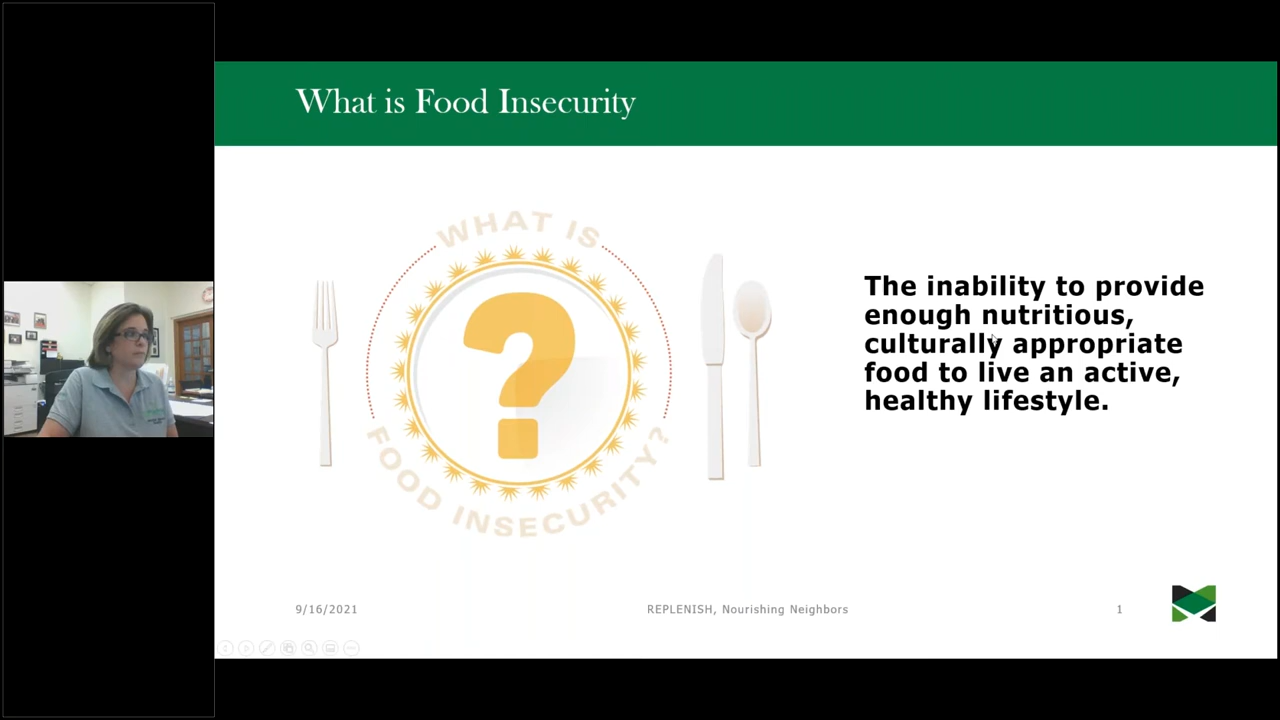 What is Food Insecurity
WHAT IS
FOOD INSECURITY?
The inability to provide
enough nutritious,
culturally appropriate
food to live an active,
healthy lifestyle.
9/16/2021
REPLENISH, Nourishing Neighbors
1